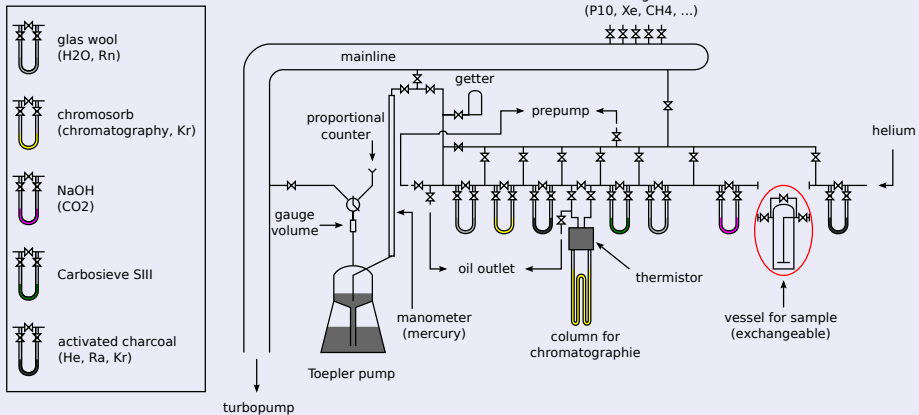 (P10, Xe, CH4, ...)
glas wool
(H2O, Rn)
chromosorb
(chromatography, Kr)
NaOH
(CO2)
Carbosieve SIII
activated charcoal
(He, Ra, Kr)
mainline
getter
proportional
counter
prepump
helium
gauge
volume
oil outlet
thermistor
manometer
(mercury)
column for
chromatographie
vessel for sample
(exchangeable)
Toepler pump
turbopump